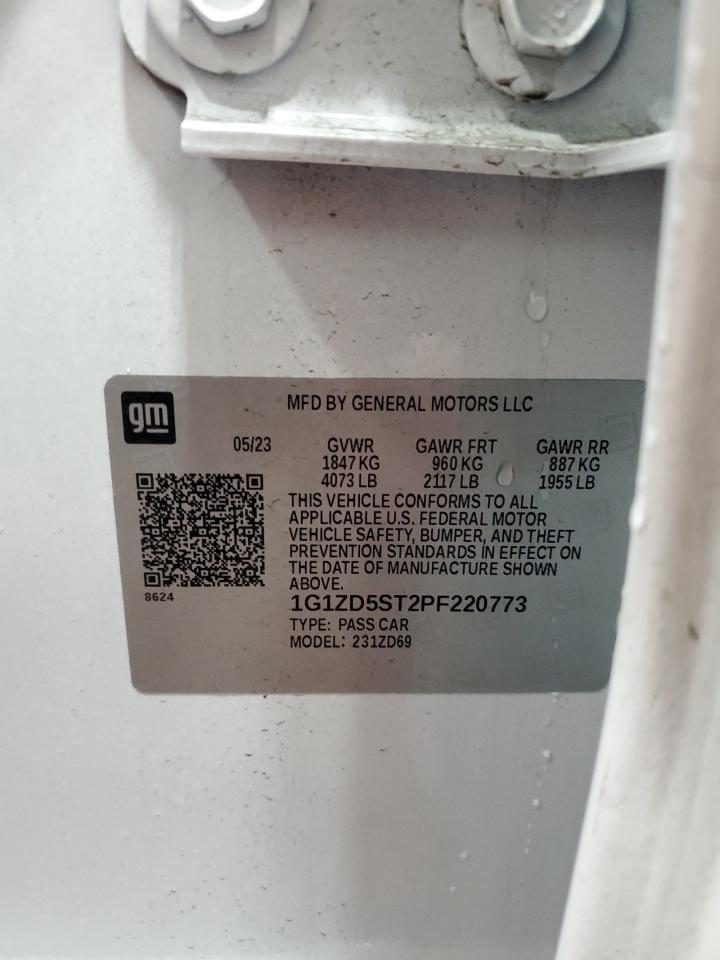 gm
MFD BY GENERAL MOTORS LLC
05/23 GVWR GAWR FRT GAWR RR
1847 KG 960 KG 887 KG
4073 LB 2117 LB 1955 LB
THIS VEHICLE CONFORMS TO ALL
APPLICABLE U.S. FEDERAL MOTOR
VEHICLE SAFETY, BUMPER, AND THEFT
PREVENTION STANDARDS IN EFFECT ON
THE DATE OF MANUFACTURE SHOWN
ABOVE.
8624
1G1ZD5ST2PF220773
TYPE: PASS CAR
MODEL: 231ZD69